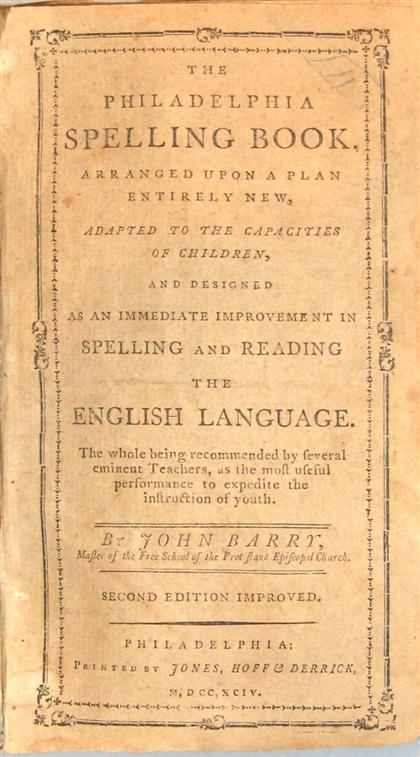 THE
PHILADELPHIA
SPELLING BOOK,
ARRANGED UPON A PLAN
ENTIRELY NEW,
ADAPTED TO THE CAPACITIES
OF CHILDREN,
AND DESIGNED
AS AN IMMEDIATE IMPROVEMENT IN
SPELLING AND READING
THE
ENGLISH LANGUAGE.
The whole being recommended by ſeveral
eminent Teachers, as the moſt uſeful
performance to expedite the
inſtruction of youth.
By JOHN BARRY,
Maſter of the Free School of the Proteſtant Epiſcopal Church.
SECOND EDITION IMPROVED.
PHILADELPHIA:
PRINTED BY JONES, HOFF & DERRICK,
M,DCC,XCIV.